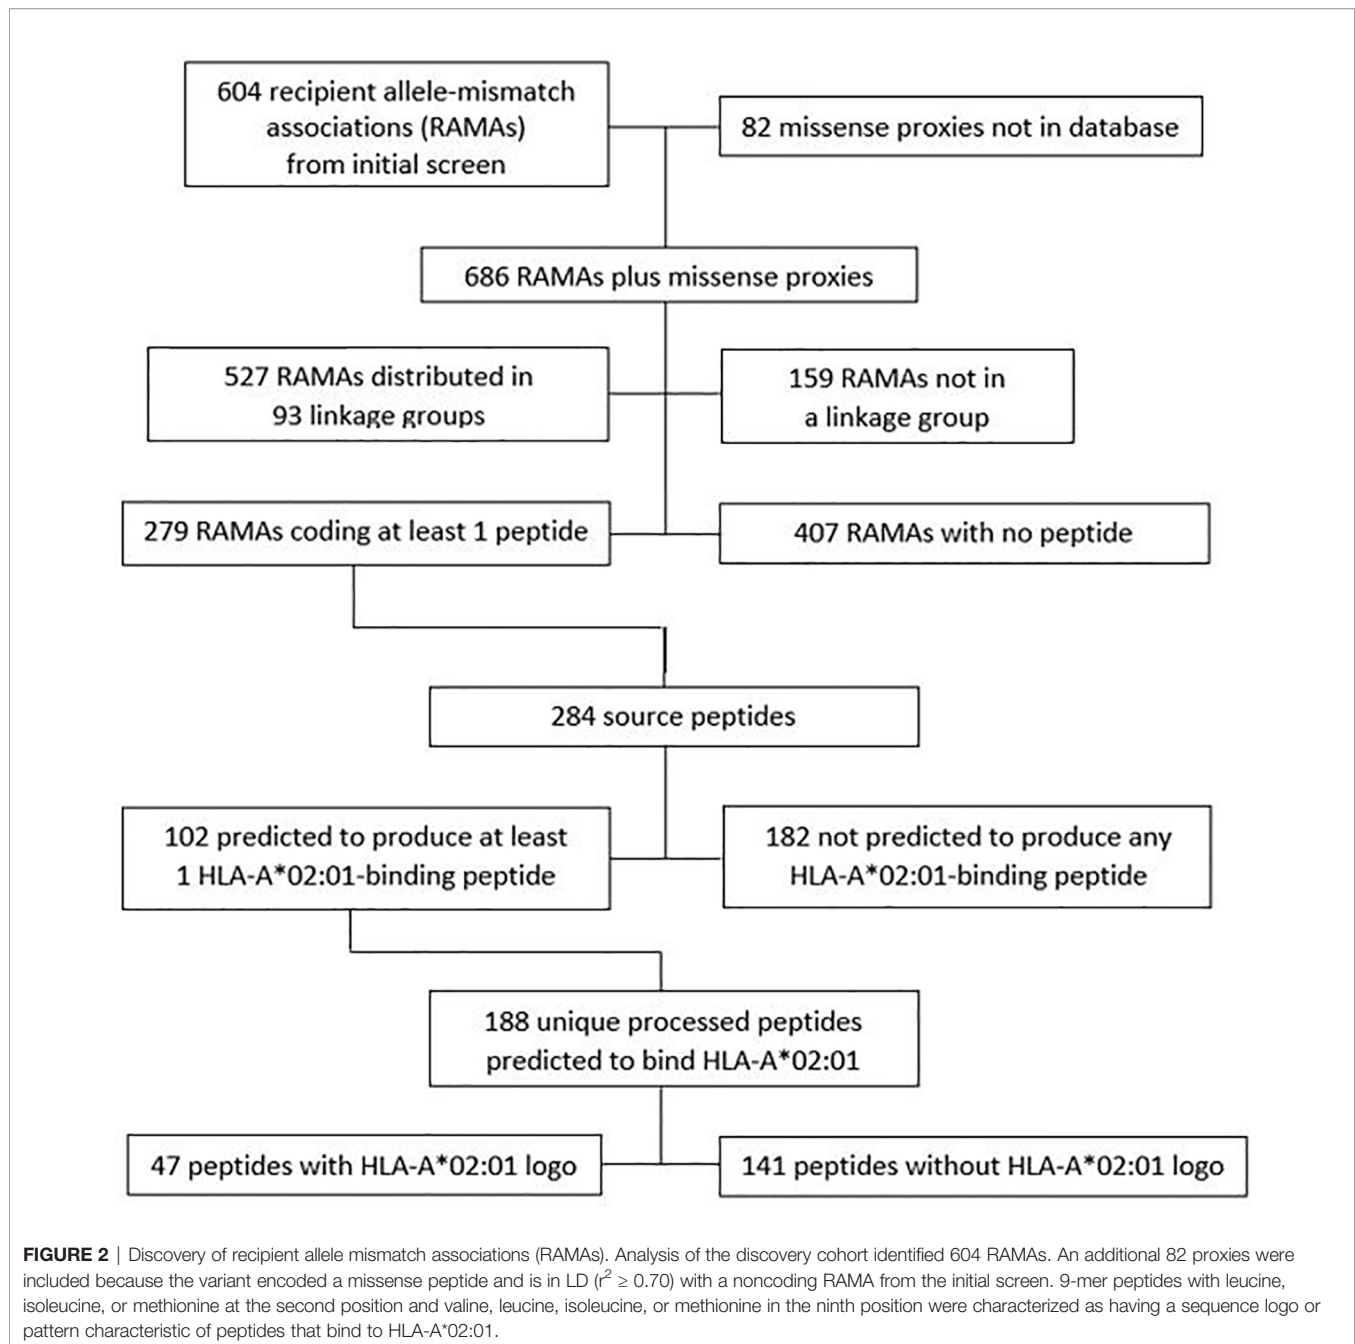 604 recipient allele-mismatch
associations (RAMAs)
from initial screen
82 missense proxies not in database
686 RAMAs plus missense proxies
527 RAMAs distributed in
93 linkage groups
159 RAMAs not in
a linkage group
279 RAMAs coding at least 1 peptide
407 RAMAs with no peptide
284 source peptides
102 predicted to produce at least
1 HLA-A*02:01-binding peptide
182 not predicted to produce any
HLA-A*02:01-binding peptide
188 unique processed peptides
predicted to bind HLA-A*02:01
47 peptides with HLA-A*02:01 logo
141 peptides without HLA-A*02:01 logo
FIGURE 2 | Discovery of recipient allele mismatch associations (RAMAs). Analysis of the discovery cohort identified 604 RAMAs. An additional 82 proxies were
included because the variant encoded a missense peptide and is in LD (r² ≥ 0.70) with a noncoding RAMA from the initial screen. 9-mer peptides with leucine,
isoleucine, or methionine at the second position and valine, leucine, isoleucine, or methionine in the ninth position were characterized as having a sequence logo or
pattern characteristic of peptides that bind to HLA-A*02:01.